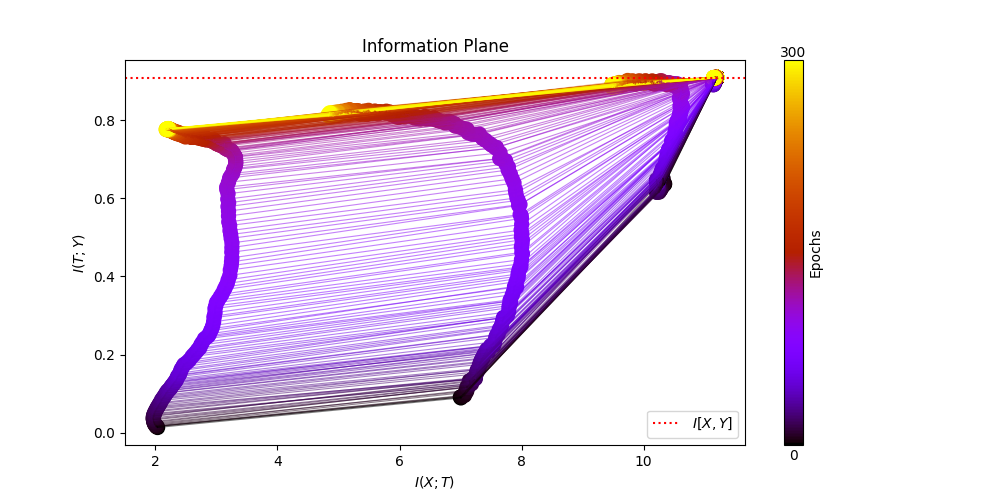 Information Plane
300
0.8
0.6
0.4
0.2
0.0
I(T; Y)
I[X, Y]
Epochs
0
2 4 6 8 10
I(X; T)